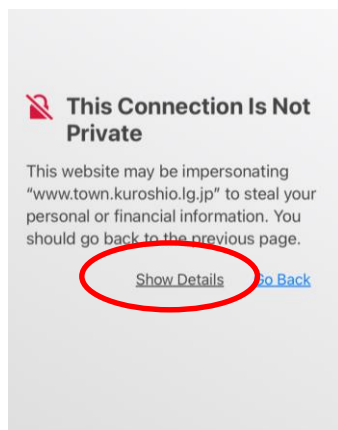 This Connection Is Not
Private
This website may be impersonating
“www.town.kuroshio.lg.jp” to steal your
personal or financial information. You
should go back to the previous page.
Show Details Go Back